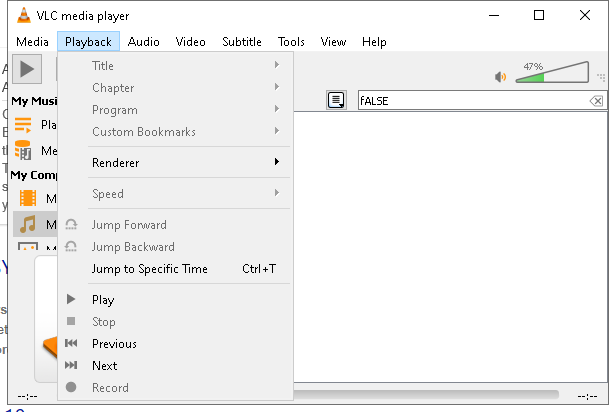 VLC media player
Media Playback Audio Video Subtitle Tools View Help
47%
Title
Chapter
Program
Custom Bookmarks
Renderer
Speed
Jump Forward
Jump Backward
Jump to Specific Time Ctrl+T
Play
Stop
Previous
Next
Record
fALSE
My Musi
Pla
Me
My Comp
M
M
--:-- --:--